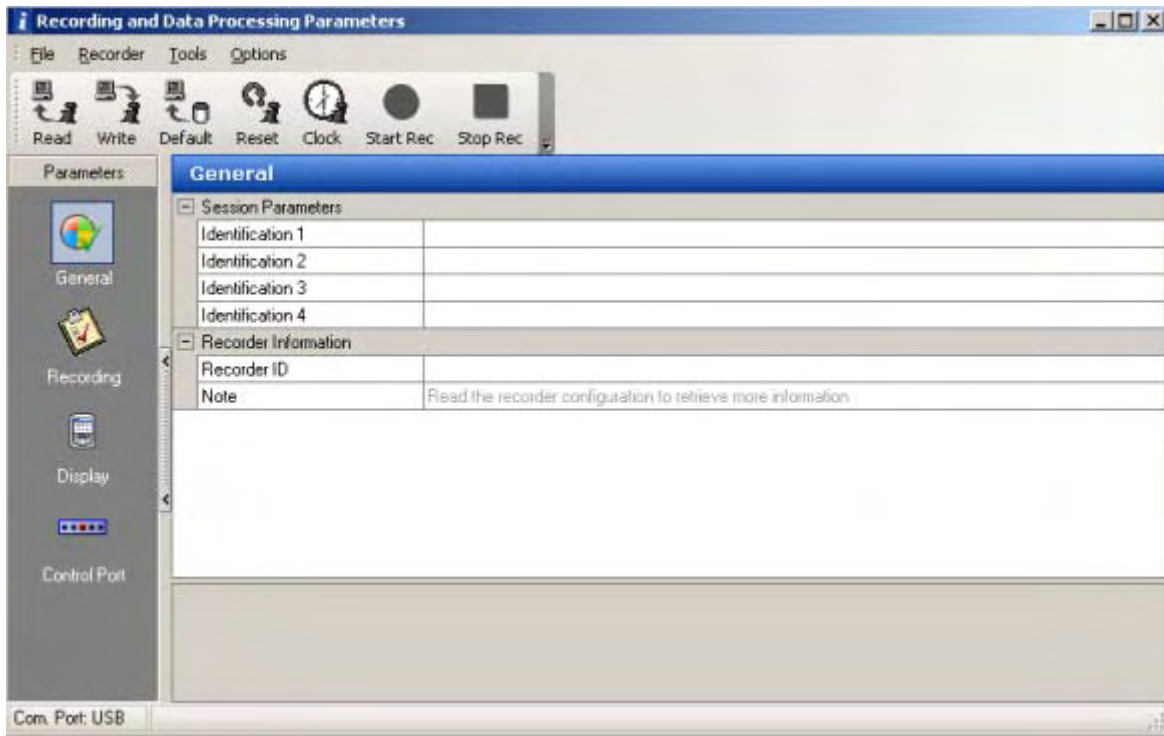 Recording and Data Processing Parameters
File Recorder Tools Options
Read Write Default Reset Clock Start Rec Stop Rec
Parameters
General
General
Recording
Display
Control Port
Session Parameters
Identification 1
Identification 2
Identification 3
Identification 4
Recorder Information
Recorder ID
Note Read the recorder configuration to retrieve more information
Com. Port: USB